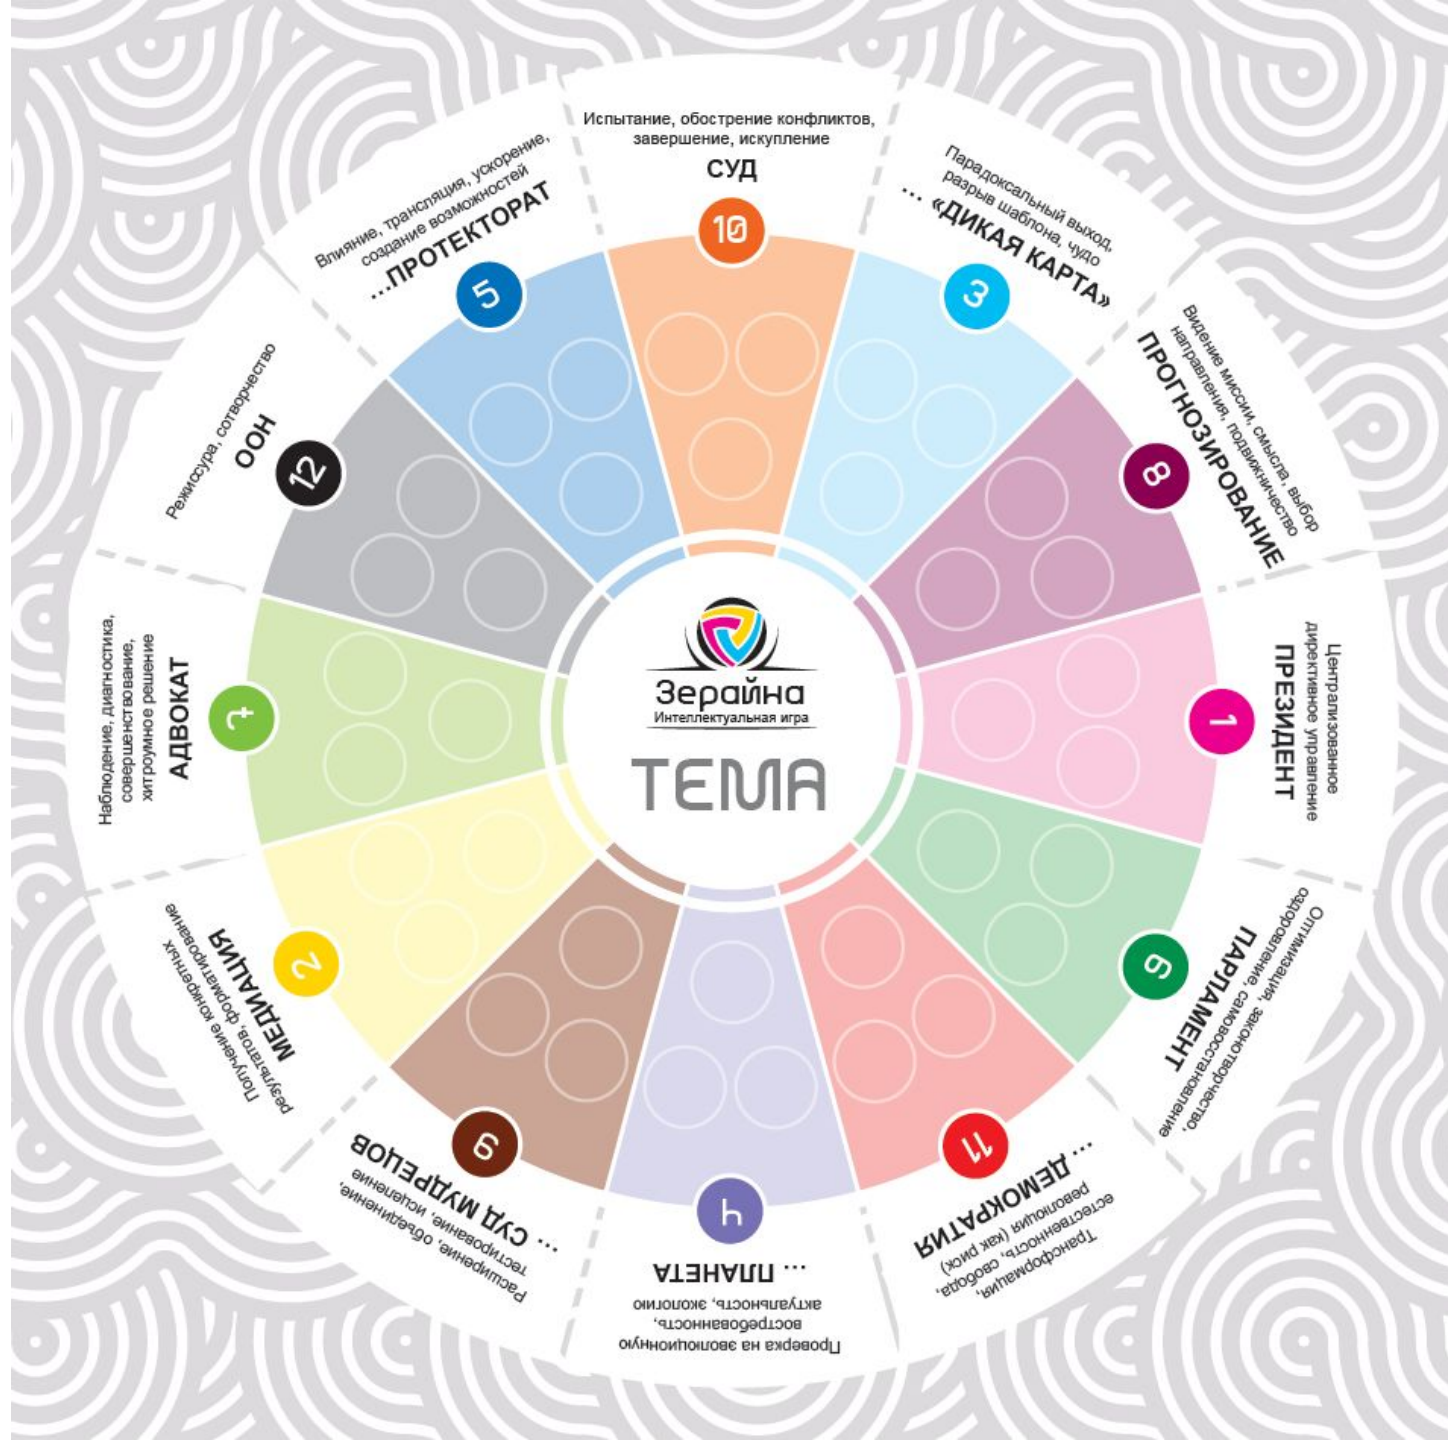 Испытание, обострение конфликтов,
завершение, искупление
СУД
10
Парадоксальный выход,
разрыв шаблона, чудо
... «ДИКАЯ КАРТА»
3
Видение миссии, смысла, выбор
направления, подвижничество
ПРОГНОЗИРОВАНИЕ
8
Централизованное
директивное управление
ПРЕЗИДЕНТ
1
Оптимизация, законотворчество,
оздоровление, самовосстановление
ПАРЛАМЕНТ
6
... ДЕМОКРАТИЯ
Трансформация,
естественность, свобода,
революция (как риск)
11
Проверка на эволюционную
востребованность,
актуальность, экологию
... ПЛАНЕТА
4
Расширение, объединение,
тестирование, исцеление
... СУД МУДРЕЦОВ
9
Получение конкретных
результатов, форматирование
МЕДИАЦИЯ
2
Наблюдение, диагностика,
совершенствование,
хитроумное решение
АДВОКАТ
7
Режиссура, сотворчество
ООН
12
Влияние, трансляция, ускорение,
создание возможностей
...ПРОТЕКТОРАТ
5
Зерайна
Интеллектуальная игра
ТЕМА